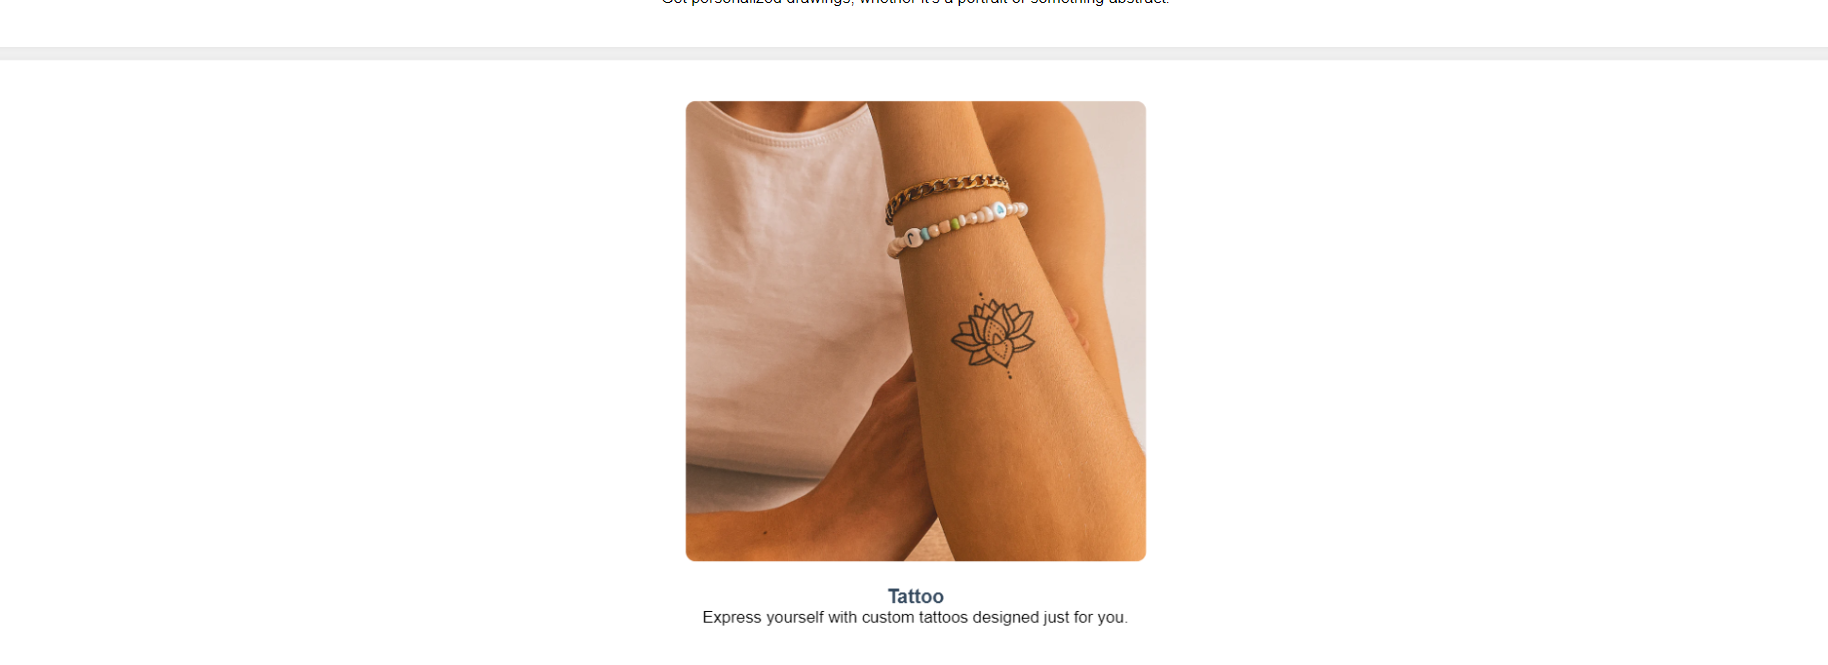 Get personalized drawings, whether it's a portrait or something abstract.
Tattoo
Express yourself with custom tattoos designed just for you.